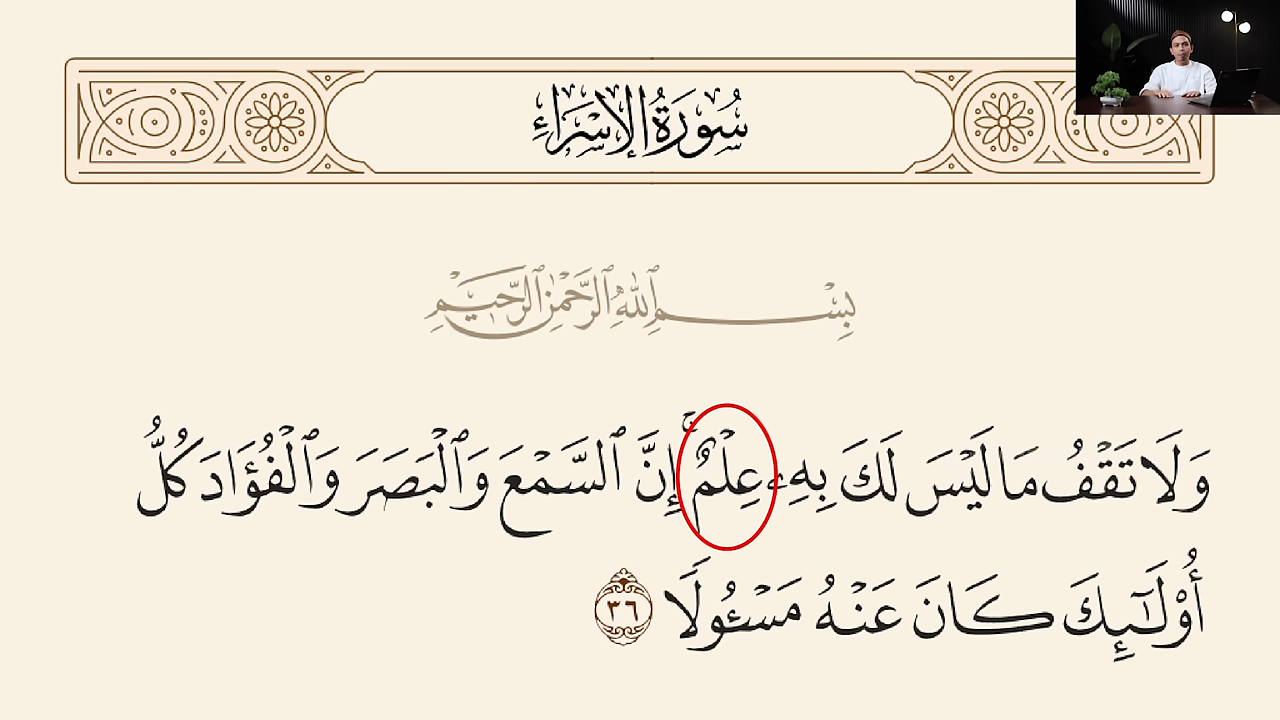 سُورَةُ الإِسْرَاءِ
بِسْمِ ٱللَّهِ ٱلرَّحْمَٰنِ ٱلرَّحِيمِ
وَلَا تَقْفُ مَا لَيْسَ لَكَ بِهِۦ عِلْمٌ ۚ إِنَّ ٱلسَّمْعَ وَٱلْبَصَرَ وَٱلْفُؤَادَ كُلُّ
أُو۟لَـٰٓئِكَ كَانَ عَنْهُ مَسْـُٔولًا ٣٦